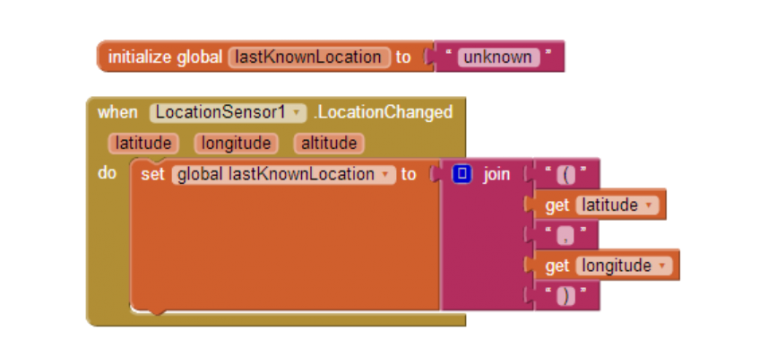 initialize global lastKnownLocation to " unknown "
when LocationSensor1 .LocationChanged
latitude longitude altitude
do set global lastKnownLocation to join " ( "
get latitude
" , "
get longitude
" ) "